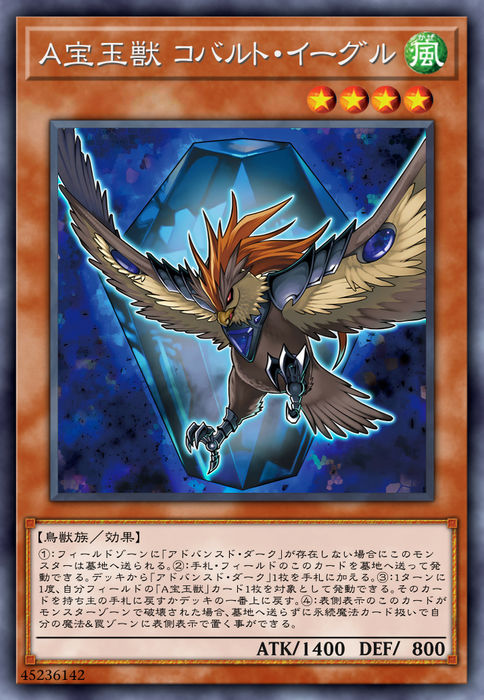 A宝玉獣 コバルト・イーグル
かぜ
風
【鳥獣族／効果】
①：フィールドゾーンに「アドバンスド・ダーク」が存在しない場合にこのモン
スターは墓地へ送られる。②：手札・フィールドのこのカードを墓地へ送って発
動できる。デッキから「アドバンスド・ダーク」1枚を手札に加える。③：1ターンに
1度、自分フィールドの「A宝玉獣」カード1枚を対象として発動できる。そのカー
ドを持ち主の手札に戻すかデッキの一番上に戻す。④：表側表示のこのカードが
モンスターゾーンで破壊された場合、墓地へ送らずに永続魔法カード扱いで自
分の魔法&罠ゾーンに表側表示で置く事ができる。
ATK/1400 DEF/ 800
45236142